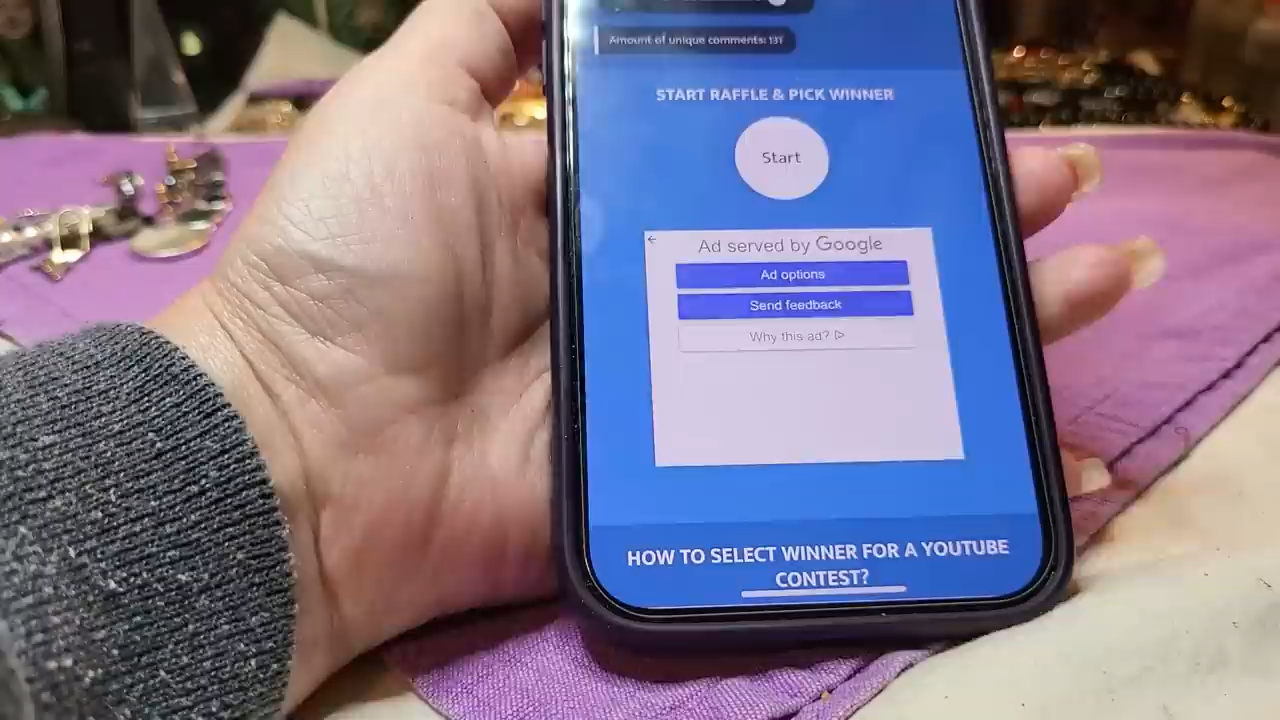 Amount of unique comments: 131
START RAFFLE & PICK WINNER
Start
Ad served by Google
Ad options
Send feedback
Why this ad?
HOW TO SELECT WINNER FOR A YOUTUBE
CONTEST?